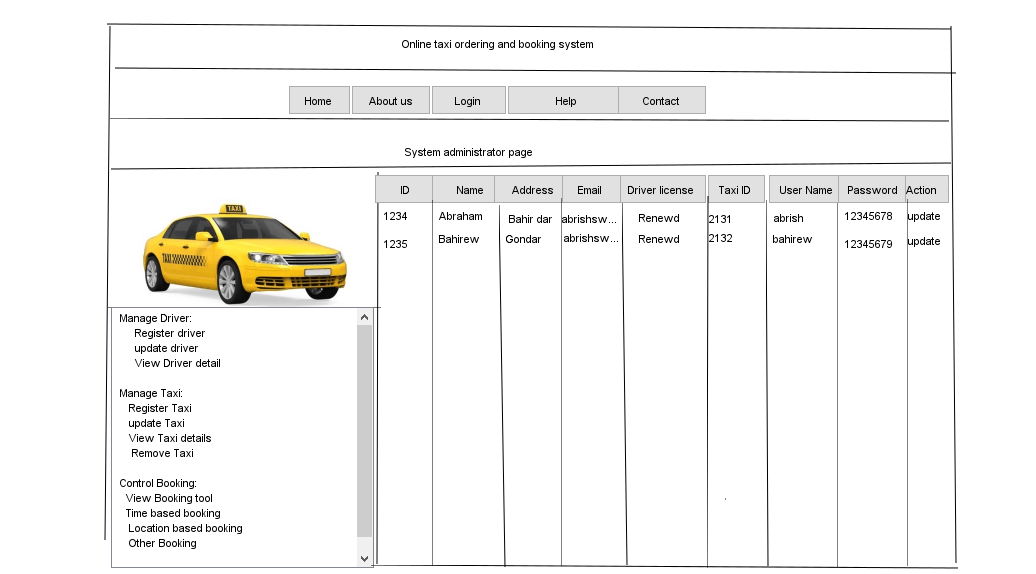 Online taxi ordering and booking system
Home About us Login Help Contact
System administrator page
ID Name Address Email Driver license Taxi ID User Name Password Action
1234 Abraham Bahir dar abrishsw... Renewd 2131 abrish 12345678 update
1235 Bahirew Gondar abrishsw... Renewd 2132 bahirew 12345679 update
TAXI
TAXI
Manage Driver:
Register driver
update driver
View Driver detail
Manage Taxi:
Register Taxi
update Taxi
View Taxi details
Remove Taxi
Control Booking:
View Booking tool
Time based booking
Location based booking
Other Booking